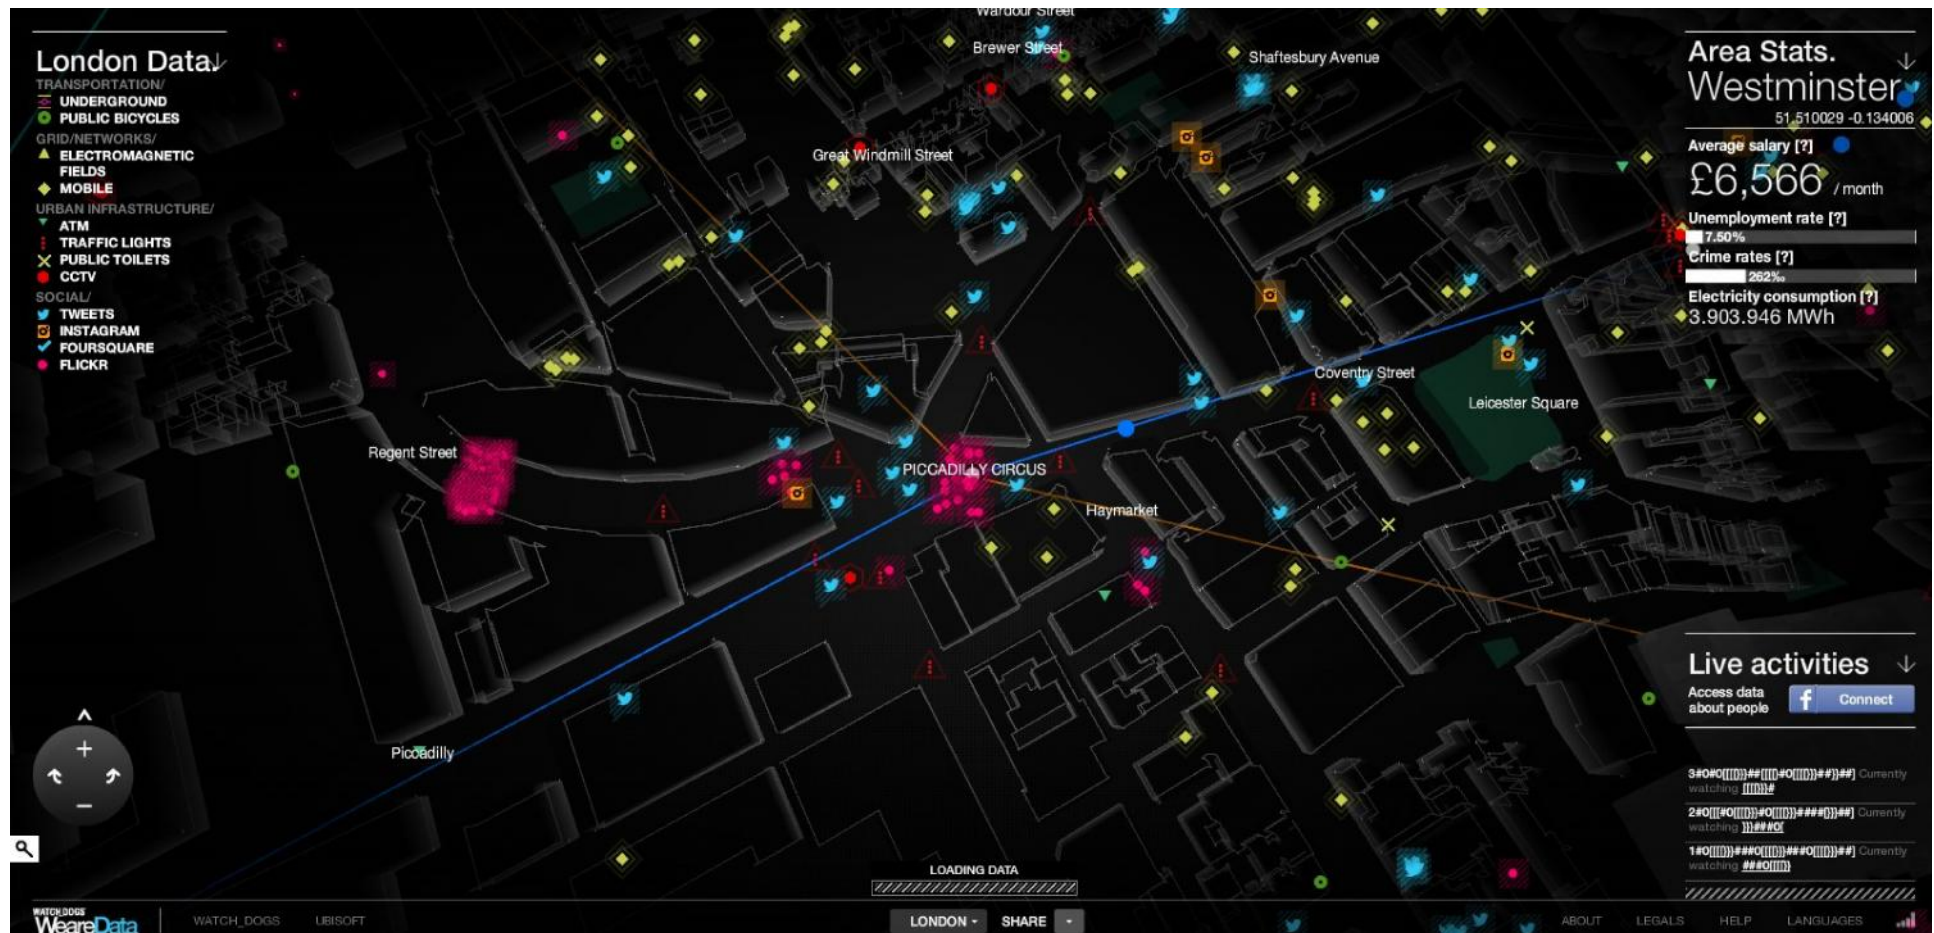 London Data.
TRANSPORTATION/
UNDERGROUND
PUBLIC BICYCLES
GRID/NETWORKS/
ELECTROMAGNETIC
FIELDS
MOBILE
URBAN INFRASTRUCTURE/
ATM
TRAFFIC LIGHTS
PUBLIC TOILETS
CCTV
SOCIAL/
TWEETS
INSTAGRAM
FOURSQUARE
FLICKR
Wardour Street
Brewer Street
Shaftesbury Avenue
Great Windmill Street
Coventry Street
Leicester Square
Regent Street
PICCADILLY CIRCUS
Haymarket
Piccadilly
Area Stats.
Westminster
51.510029 -0.134006
Average salary [?]
£6,566 / month
Unemployment rate [?]
7.50%
Crime rates [?]
262‰
Electricity consumption [?]
3.903.946 MWh
Live activities
Access data
about people
f Connect
Currently
watching
Currently
watching
Currently
watching
LOADING DATA
WATCH_DOGS
WeareData
WATCH_DOGS
UBISOFT
LONDON
SHARE
ABOUT
LEGALS
HELP
LANGUAGES